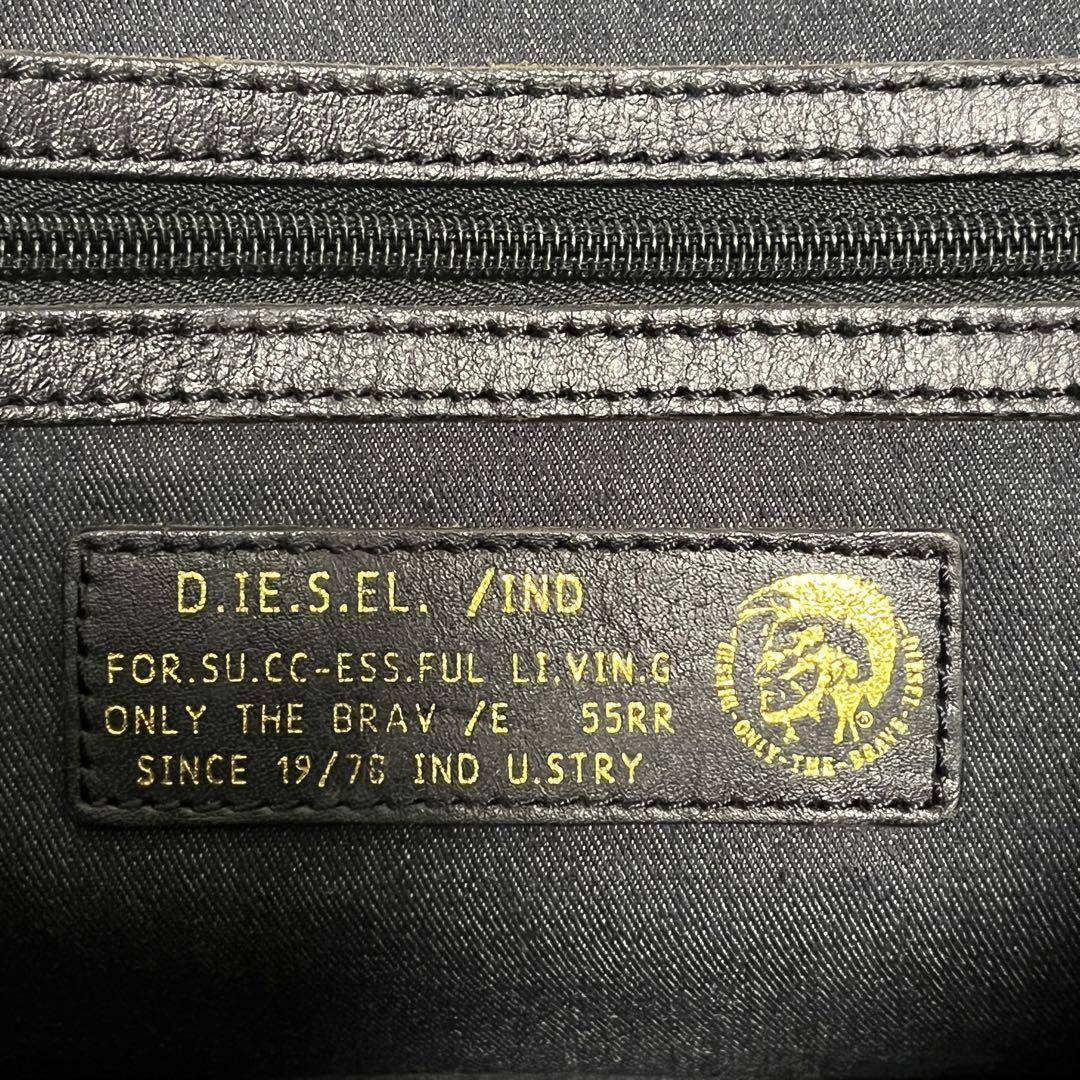 D.IE.S.EL. /IND
FOR.SU.CC-ESS.FUL LI.VIN.G
ONLY THE BRAV /E 55RR
SINCE 19/78 IND U.STRY
DIESEL-ONLY-THE-BRAVE-DIESEL-
®